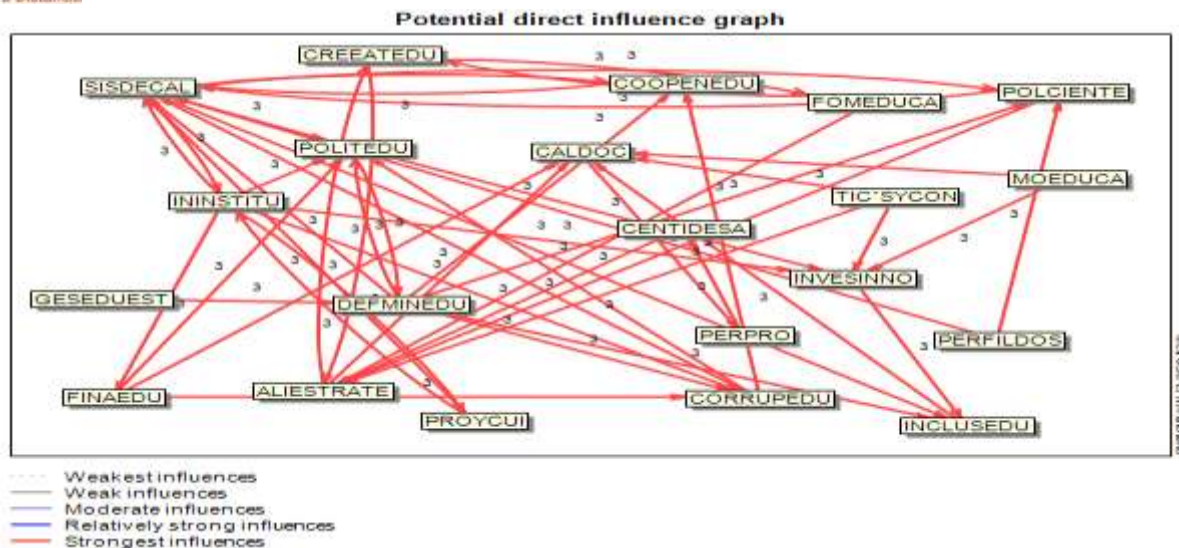 Potential direct influence graph
CREEATEDU
SISDECAL
COOPENEDU
POLCIENTE
FOMEDUCA
POLITEDU
CALDOC
MOEDUCA
TIC'SYCON
ININSTITU
CENTIDESA
INVESINNO
GESEDUEST
DEFMINEDU
PERPRO
PERFILDOS
FINAEDU
ALIESTRATE
CORRUPEDU
PROYCUI
INCLUSEDU
Weakest influences
Weak influences
Moderate influences
Relatively strong influences
Strongest influences